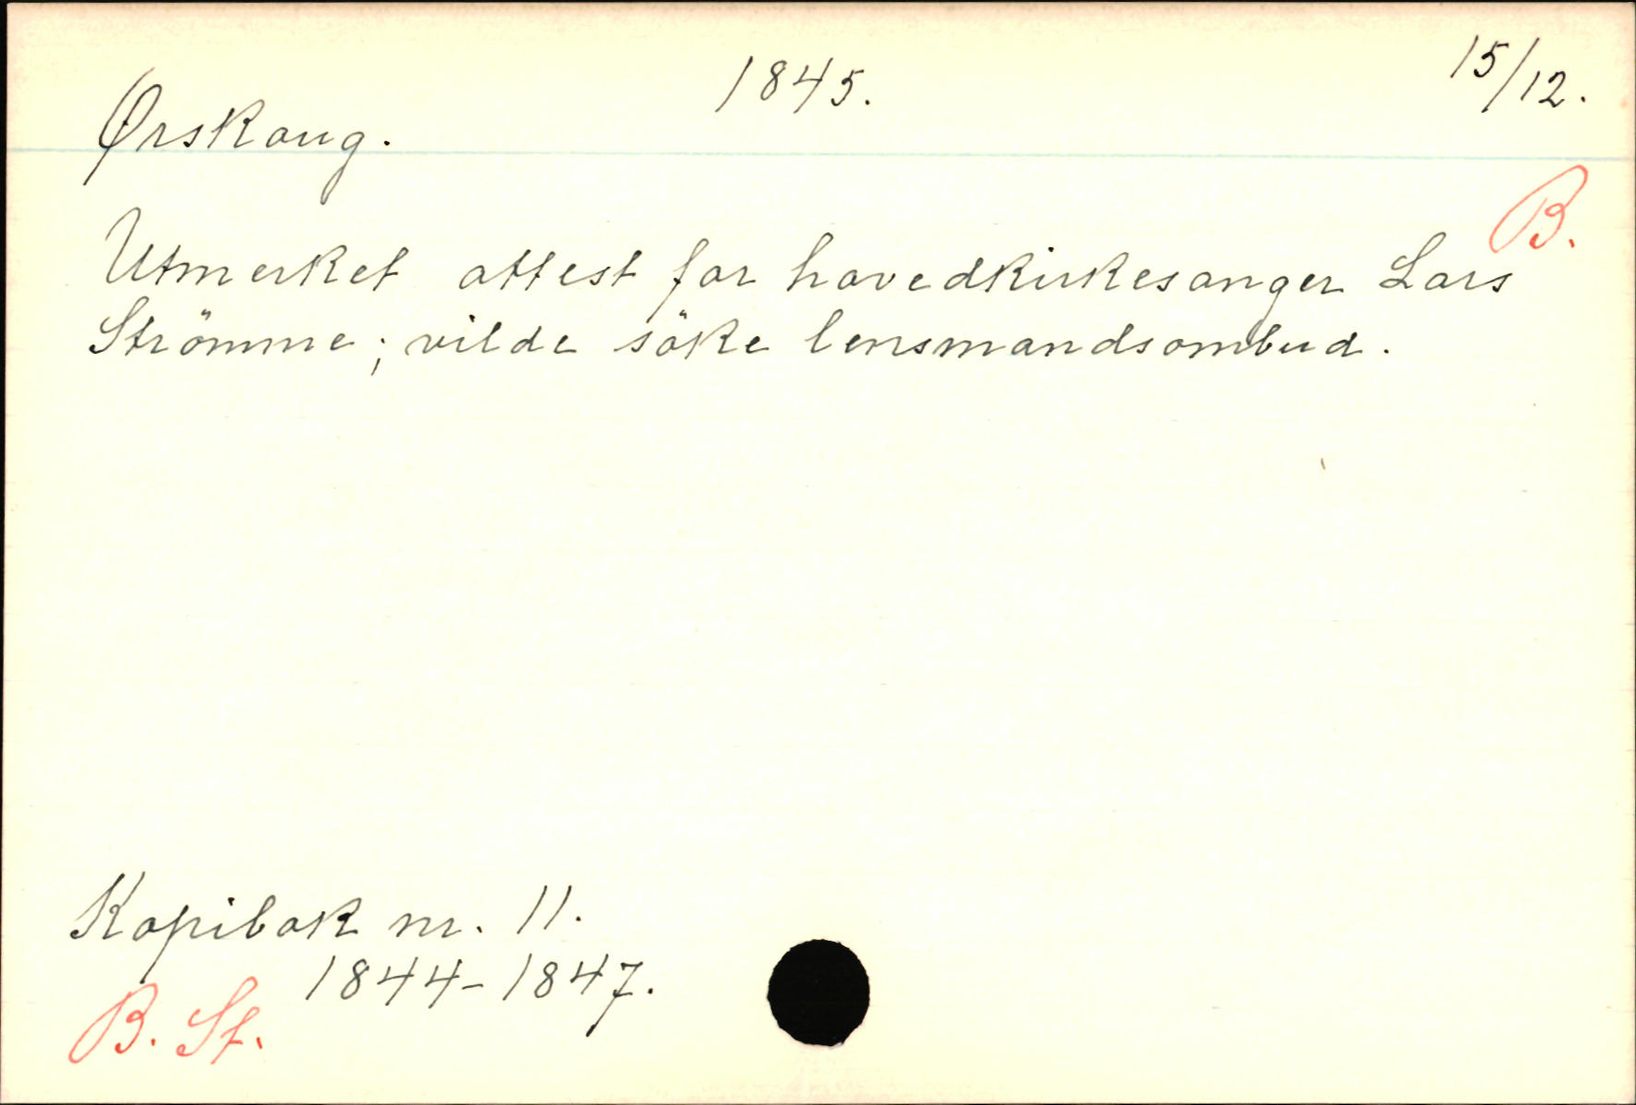 Ørskaug. 1845. 15/12.
B.
Utmerket attest for hovedkirkesanger Lars
Strömme; vilde söke lensmandsombud.
Kopibok nr. 11.
1844-1847.
B. St.